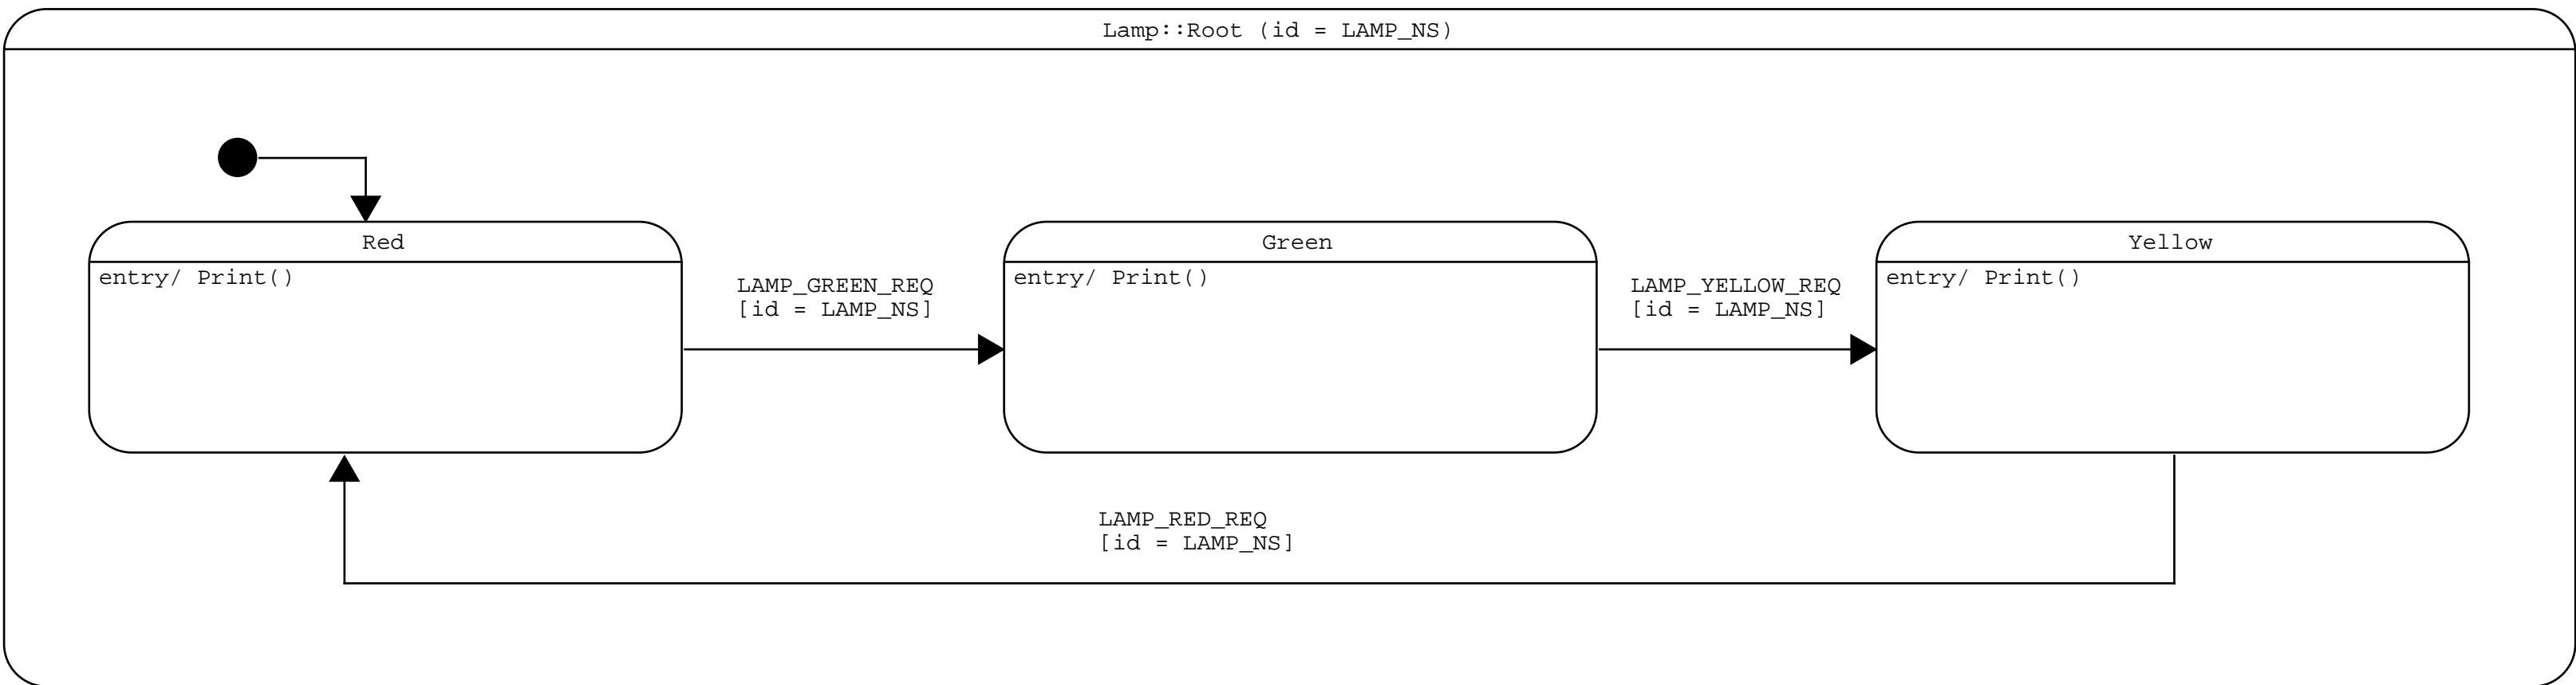 Lamp::Root (id = LAMP_NS)
Red
entry/ Print()
LAMP_GREEN_REQ
[id = LAMP_NS]
Green
entry/ Print()
LAMP_YELLOW_REQ
[id = LAMP_NS]
Yellow
entry/ Print()
LAMP_RED_REQ
[id = LAMP_NS]